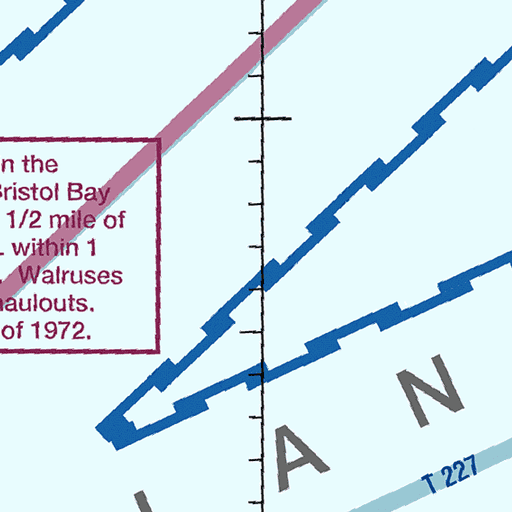 n the
Bristol Bay
1/2 mile of
. within 1
. Walruses
haulouts.
of 1972.
N
A
T 227